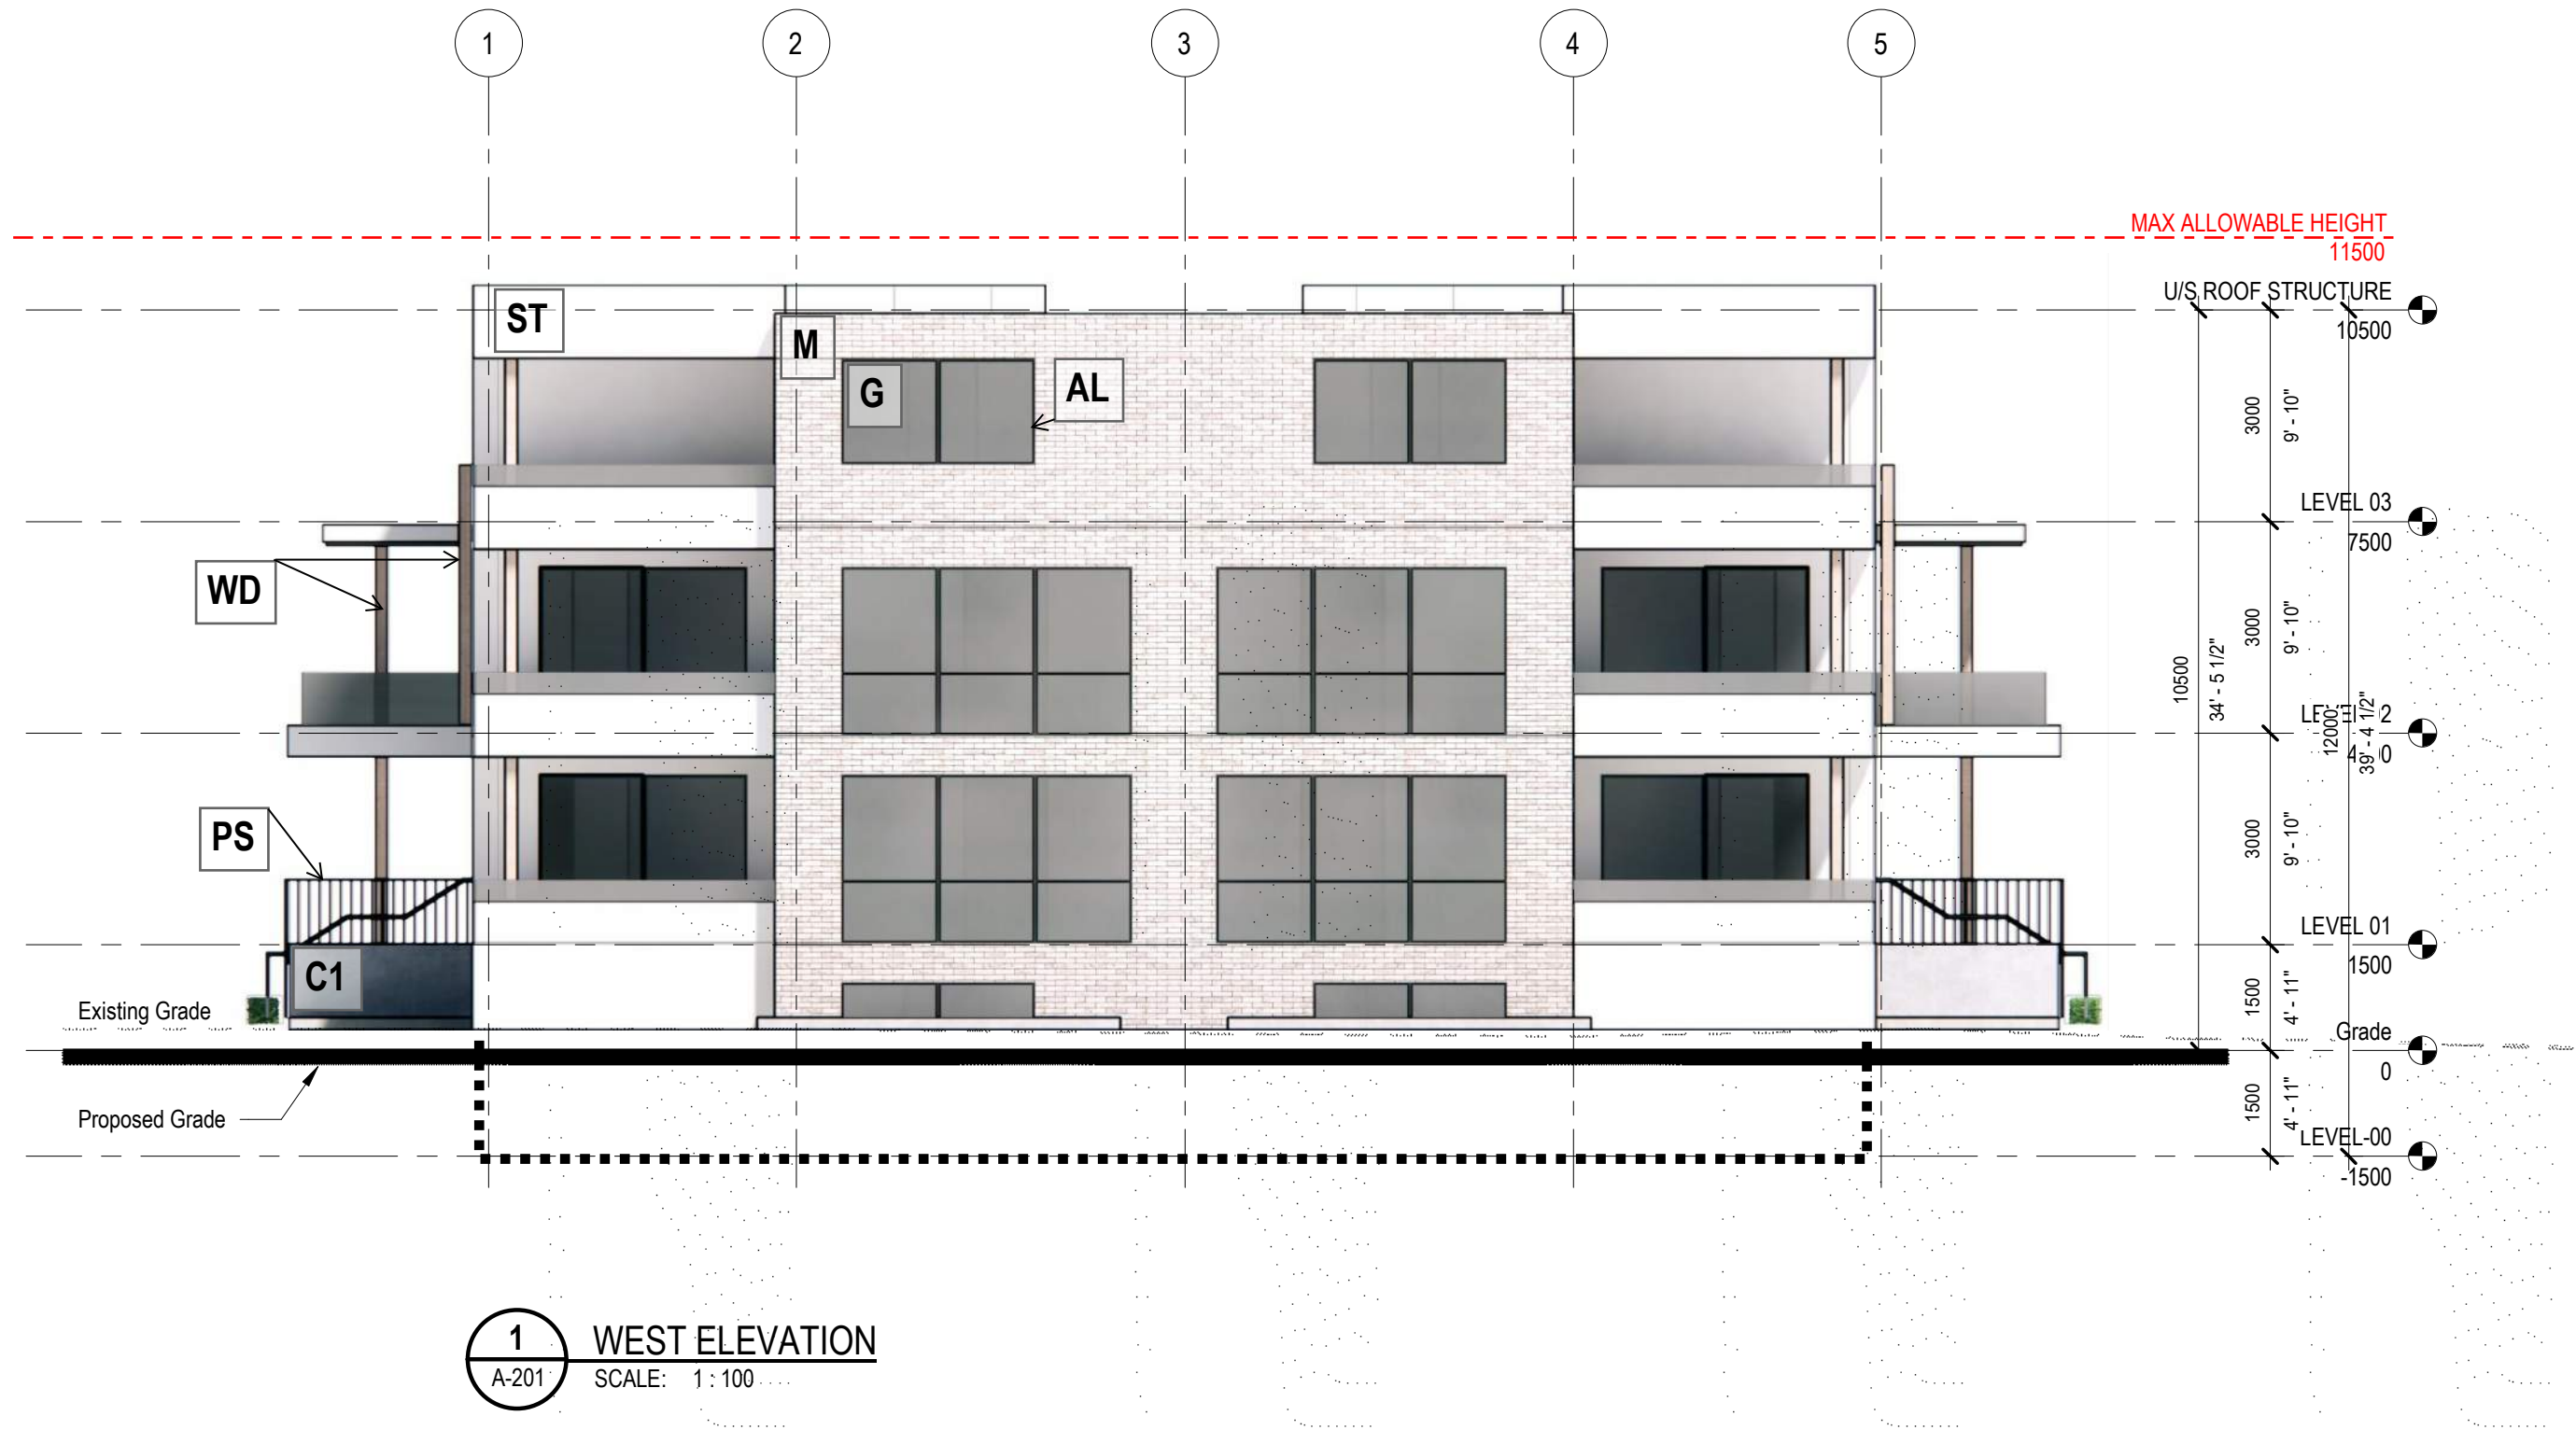 1
2
3
4
5
MAX ALLOWABLE HEIGHT
11500
U/S ROOF STRUCTURE
10500
ST
M
G
AL
3000
9' - 10"
LEVEL 03
7500
WD
3000
9' - 10"
10500
34' - 5 1/2"
12000
39' - 4 1/2"
PS
3000
9' - 10"
LEVEL 01
1500
C1
Existing Grade
1500
4' - 11"
Grade
0
Proposed Grade
1500
4' - 11"
LEVEL-00
-1500
1
A-201
WEST ELEVATION
SCALE: 1 : 100